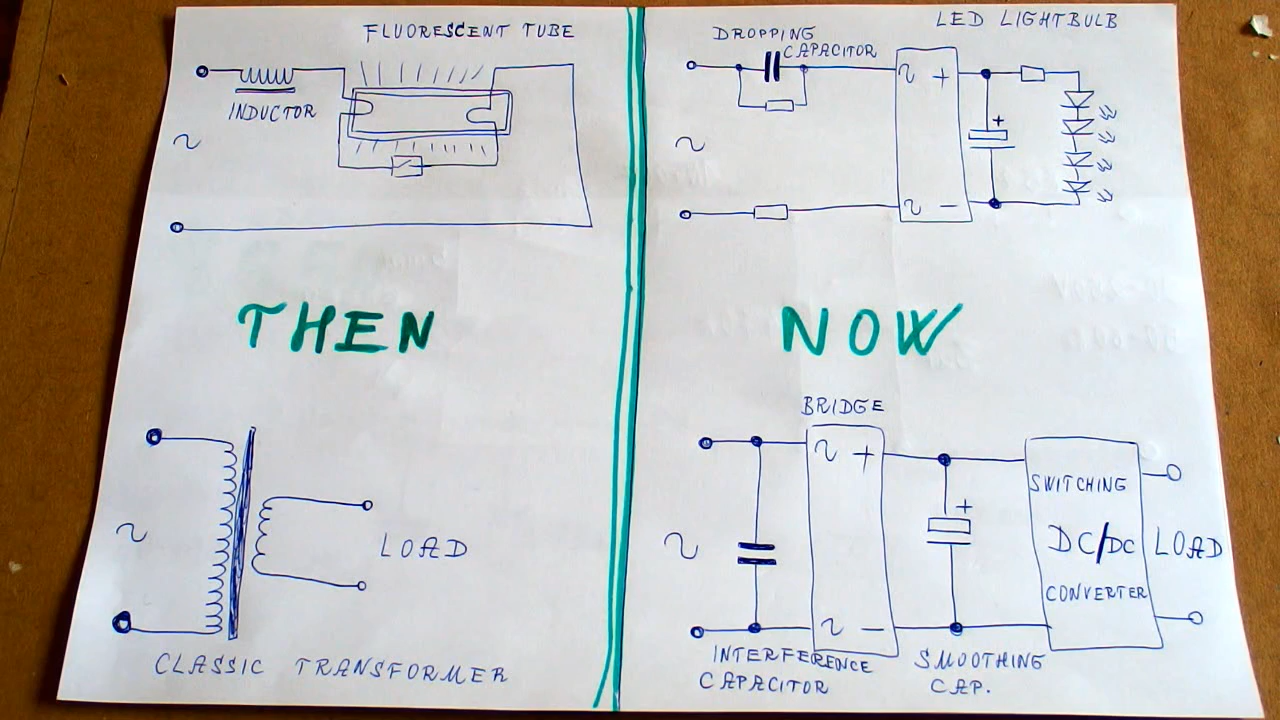 FLUORESCENT TUBE
INDUCTOR
~
THEN
~
LOAD
CLASSIC TRANSFORMER
LED LIGHTBULB
DROPPING
CAPACITOR
~ +
+
~
~ −
NOW
BRIDGE
~ +
+
SWITCHING
~
DC/DC LOAD
CONVERTER
~ −
INTERFERENCE
CAPACITOR
SMOOTHING
CAP.